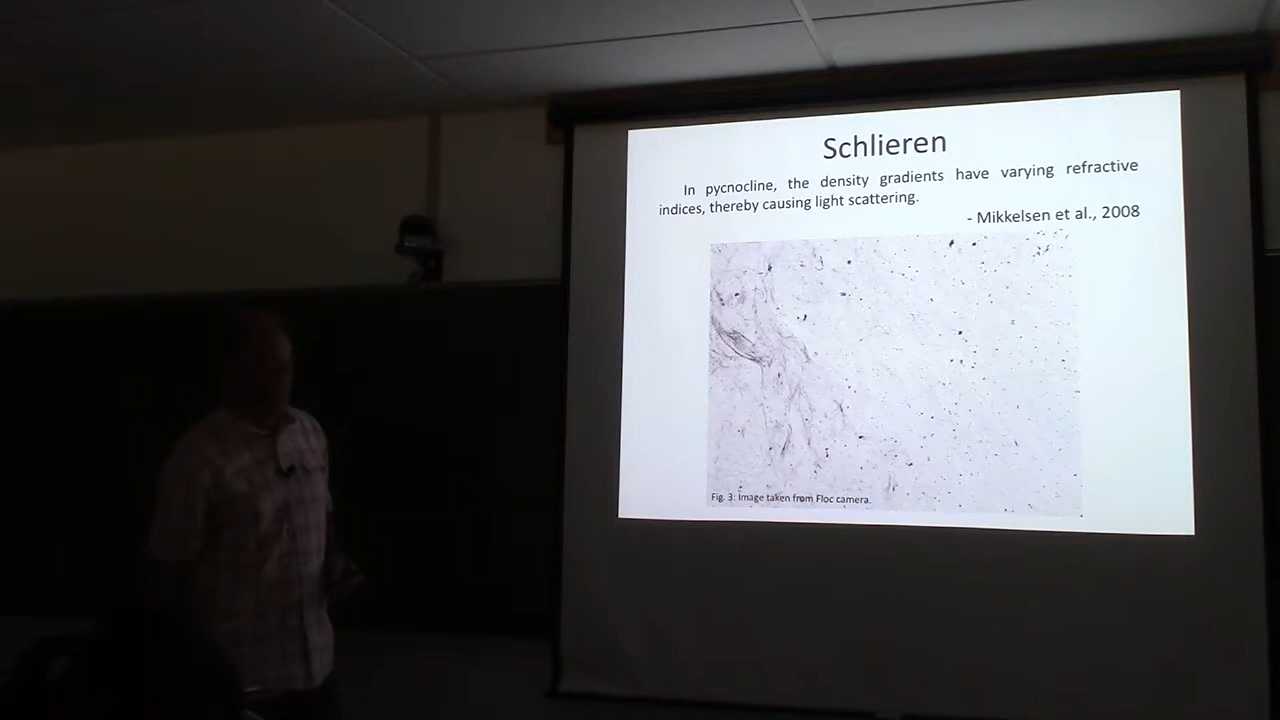 Schlieren
In pycnocline, the density gradients have varying refractive
indices, thereby causing light scattering.
- Mikkelsen et al., 2008
Fig. 3: Image taken from Floc camera.